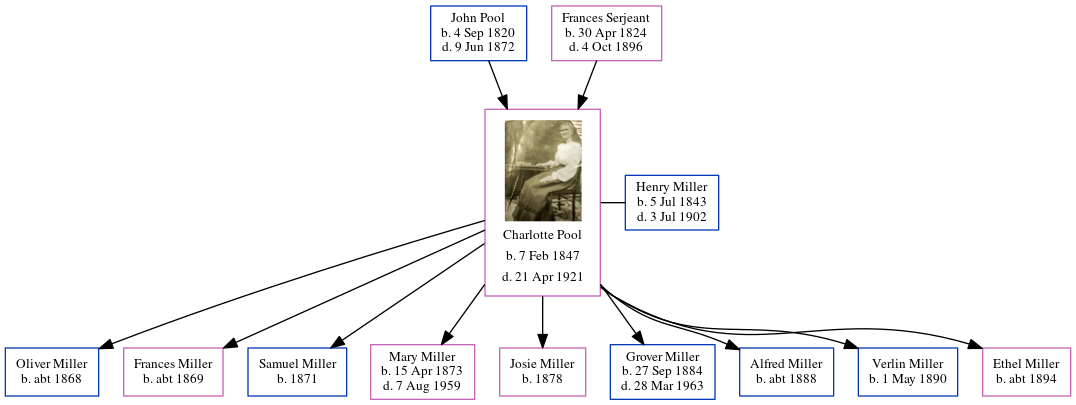 John Pool
b. 4 Sep 1820
d. 9 Jun 1872
Frances Serjeant
b. 30 Apr 1824
d. 4 Oct 1896
Henry Miller
b. 5 Jul 1843
d. 3 Jul 1902
Charlotte Pool
b. 7 Feb 1847
d. 21 Apr 1921
Oliver Miller
b. abt 1868
Frances Miller
b. abt 1869
Samuel Miller
b. 1871
Mary Miller
b. 15 Apr 1873
d. 7 Aug 1959
Josie Miller
b. 1878
Grover Miller
b. 27 Sep 1884
d. 28 Mar 1963
Alfred Miller
b. abt 1888
Verlin Miller
b. 1 May 1890
Ethel Miller
b. abt 1894